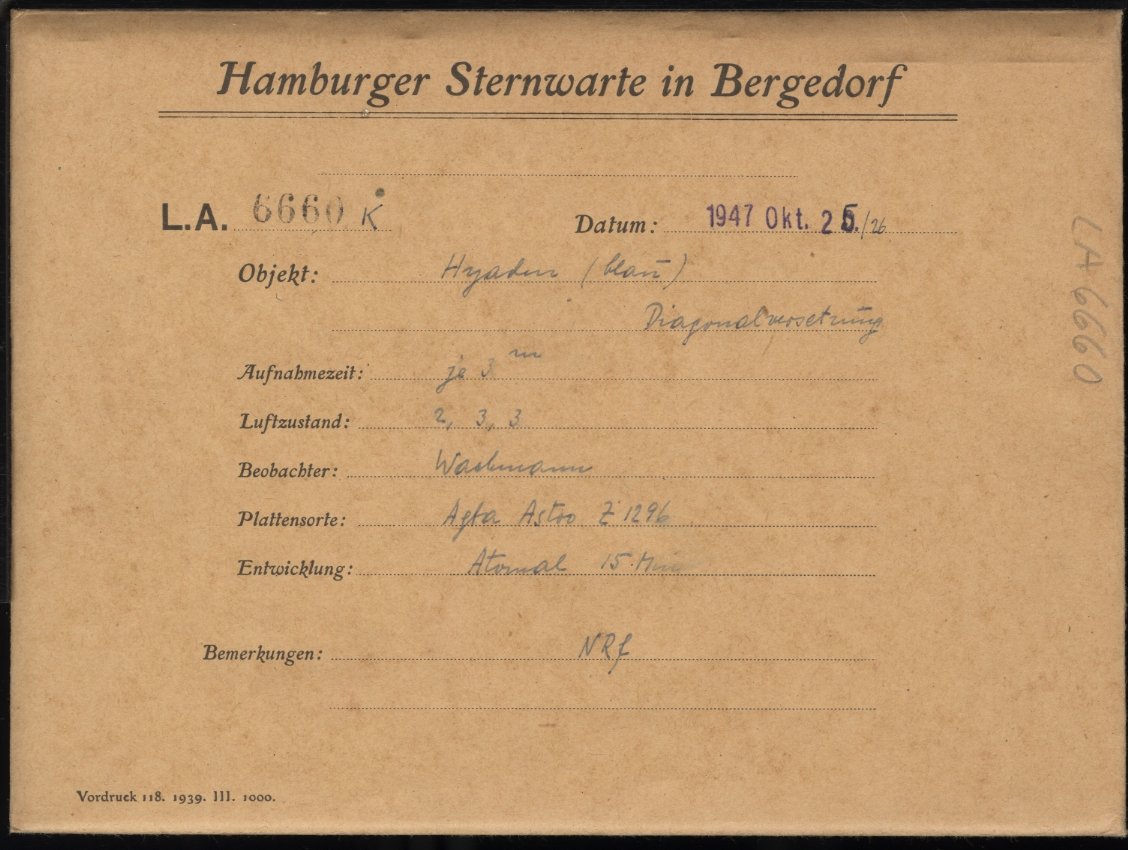 Hamburger Sternwarte in Bergedorf
L.A. 6660 K Datum: 1947 Okt. 25./26
Objekt: Hyaden (blau)
Diagonalversetzung
Aufnahmezeit: je 3 m
Luftzustand: 2, 3, 3
Beobachter: Wachmann
Plattensorte: Agfa Astro Z 1296
Entwicklung: Atomal 15 Min
Bemerkungen: NRf
Vordruck 118. 1939. III. 1000.
LA 6660